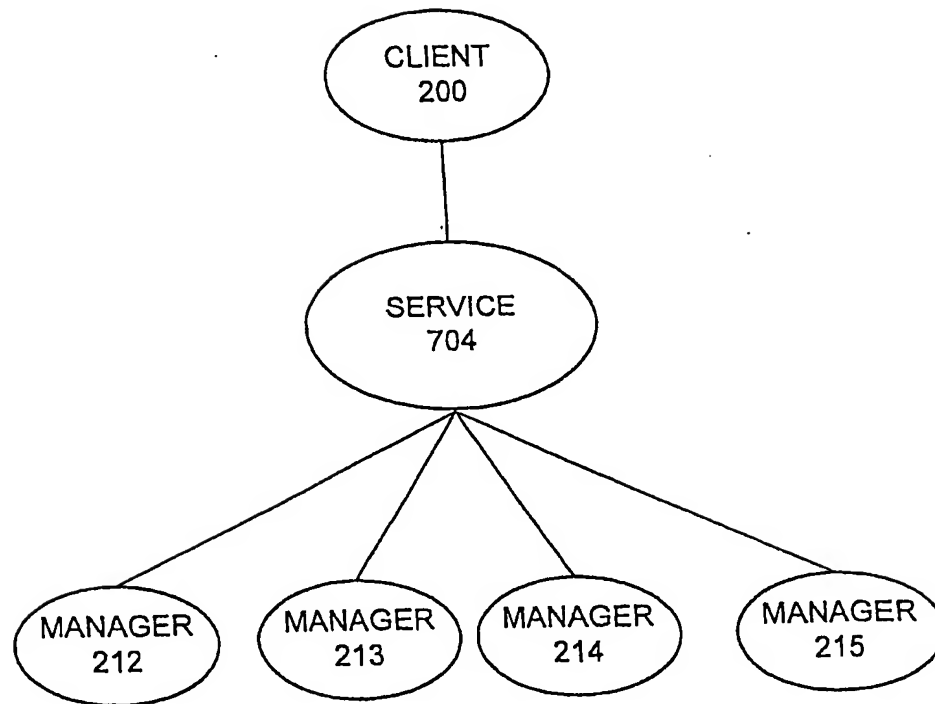 CLIENT
200
SERVICE
704
MANAGER
212
MANAGER
213
MANAGER
214
MANAGER
215